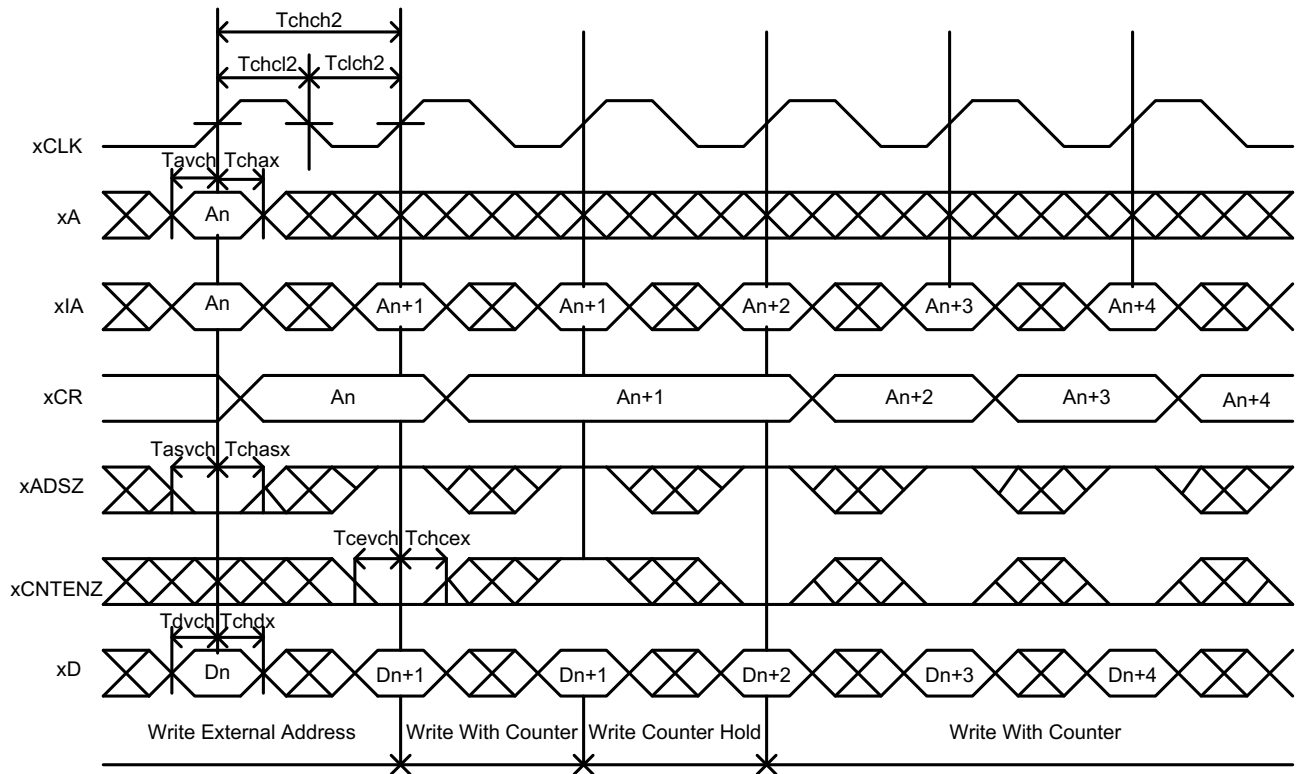 Tchch2
Tchcl2 Tclch2
xCLK
Tavch Tchax
xA An
xIA An An+1 An+1 An+2 An+3 An+4
xCR An An+1 An+2 An+3 An+4
Tasvch Tchasx
xADSZ
Tcevch Tchcex
xCNTENZ
Tdvch Tchdx
xD Dn Dn+1 Dn+1 Dn+2 Dn+3 Dn+4
Write External Address Write With Counter Write Counter Hold Write With Counter